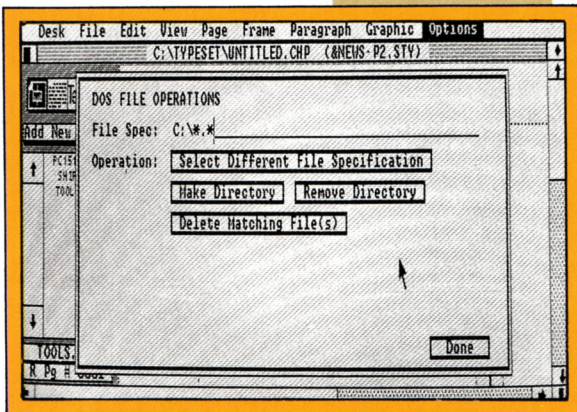 Desk File Edit View Page Frame Paragraph Graphic Options
C:\TYPESET\UNTITLED.CHP (&NEWS-P2.STY)
DOS FILE OPERATIONS
Add New
File Spec: C:\*.*
Operation: Select Different File Specification
Make Directory Remove Directory
Delete Matching File(s)
Done
TOOLS.
R Pg #